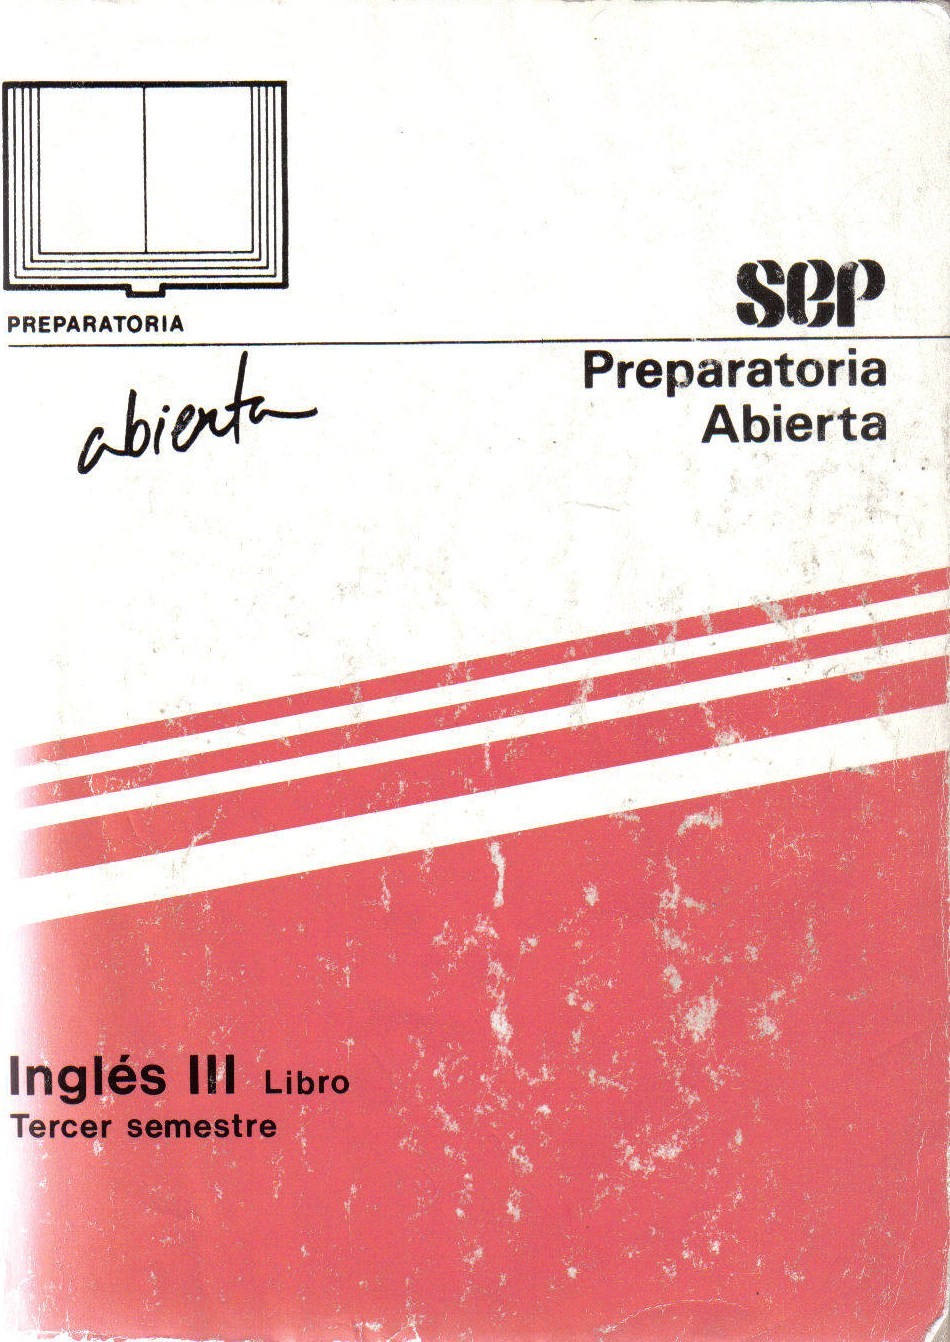 PREPARATORIA
abierta
sep
Preparatoria
Abierta
Inglés III Libro
Tercer semestre